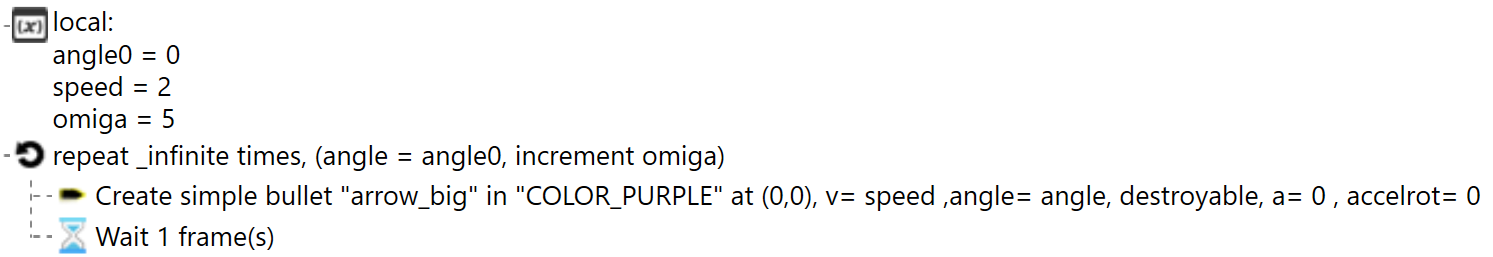 (x) local:
angle0 = 0
speed = 2
omiga = 5
repeat _infinite times, (angle = angle0, increment omiga)
Create simple bullet "arrow_big" in "COLOR_PURPLE" at (0,0), v= speed ,angle= angle, destroyable, a= 0 , accelrot= 0
Wait 1 frame(s)